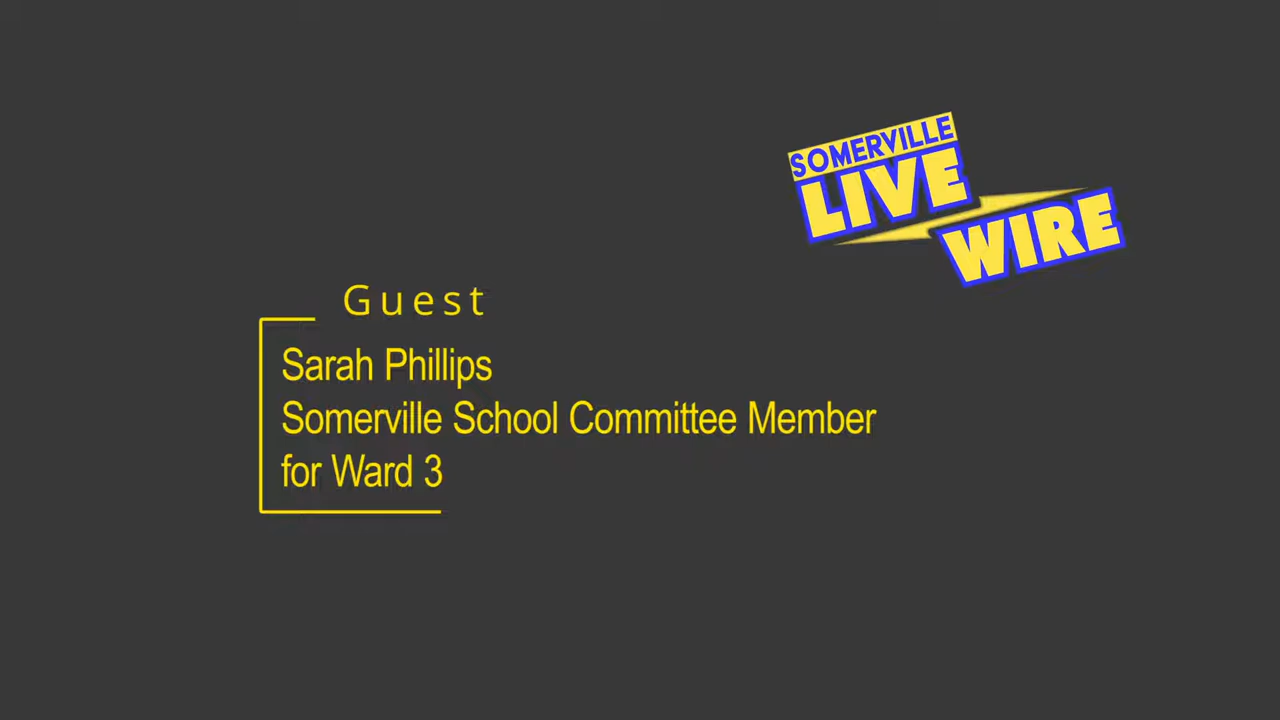 SOMERVILLE
LIVE
WIRE
Guest
Sarah Phillips
Somerville School Committee Member
for Ward 3